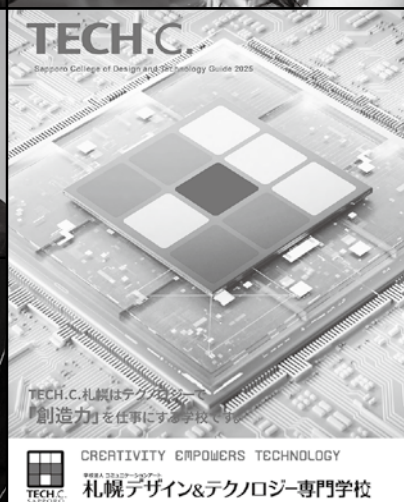 TECH.C.
Sapporo College of Design and Technology Guide 2025
TECH.C.札幌はテクノロジーで
「創造力」を仕事にする学校です。
CREATIVITY EMPOWERS TECHNOLOGY
学校法人 コミュニケーションアート
札幌デザイン&テクノロジー専門学校
TECH.C.
SAPPORO